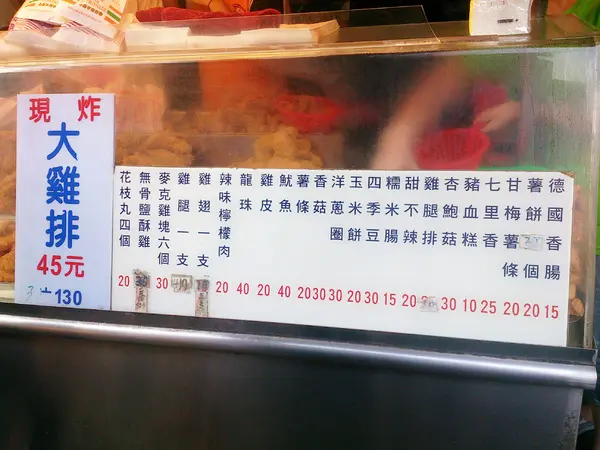 現炸
大雞排
45元
130
花枝丸四個
無骨鹽酥雞
麥克雞塊六個
雞腿一支
雞翅一支
辣味檸檬肉
龍珠
雞皮
魷魚
薯條
香菇
洋蔥圈
玉米餅
四季豆
糯米腸
甜不辣
雞腿排
杏鮑菇
豬血糕
七里香
甘梅薯條
薯餅 個
德國香腸
20 30 30 20 40 20 40 20 30 30 20 30 15 20 30 10 25 20 20 15